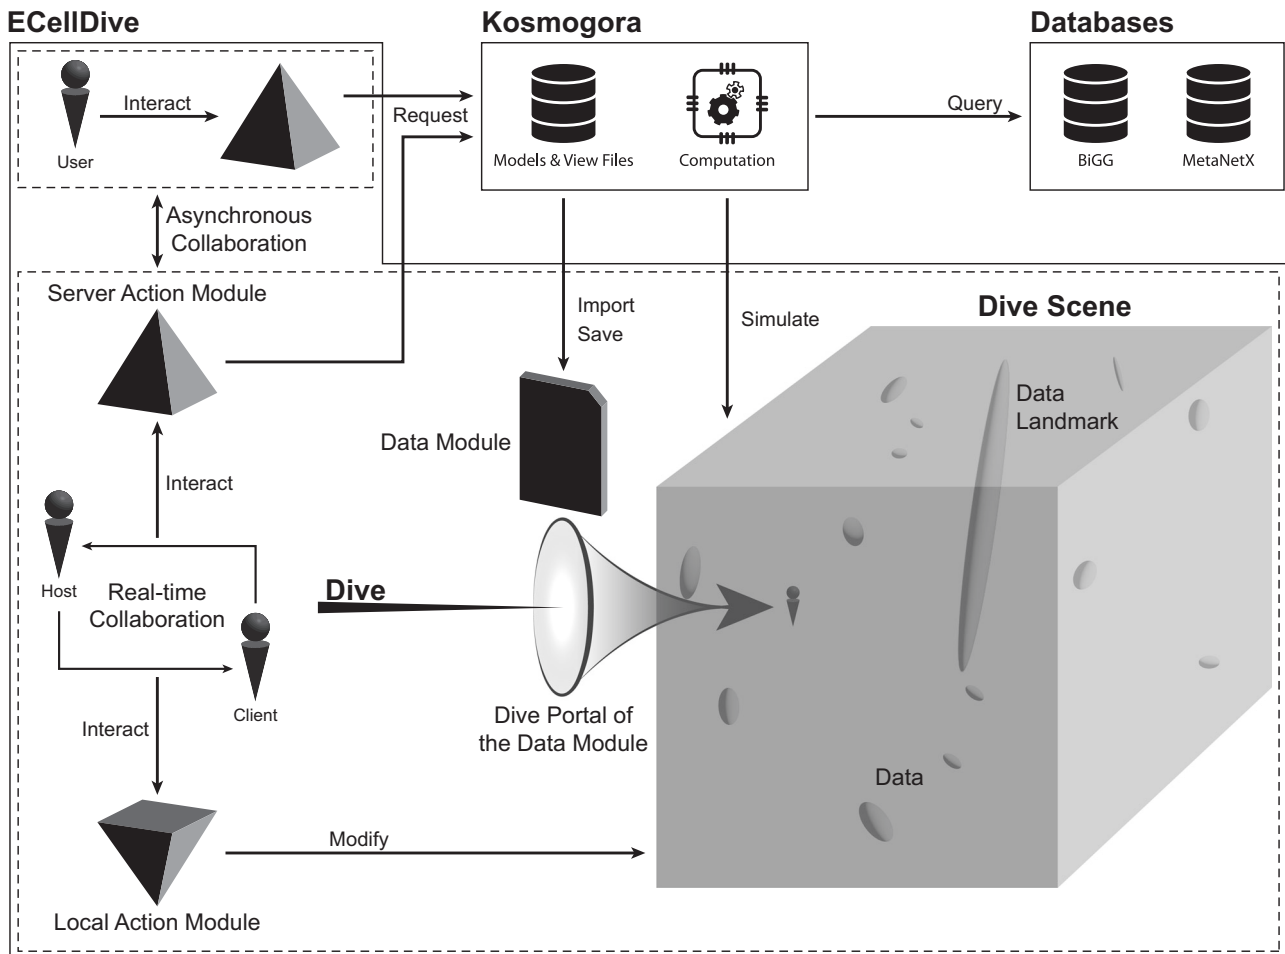 ECellDive
Kosmogora
Databases
Interact
User
Request
Models & View Files
Computation
Query
BiGG
MetaNetX
Asynchronous
Collaboration
Server Action Module
Import
Save
Simulate
Dive Scene
Data
Landmark
Data Module
Interact
Host
Real-time
Collaboration
Client
Dive
Dive Portal of
the Data Module
Interact
Data
Modify
Local Action Module